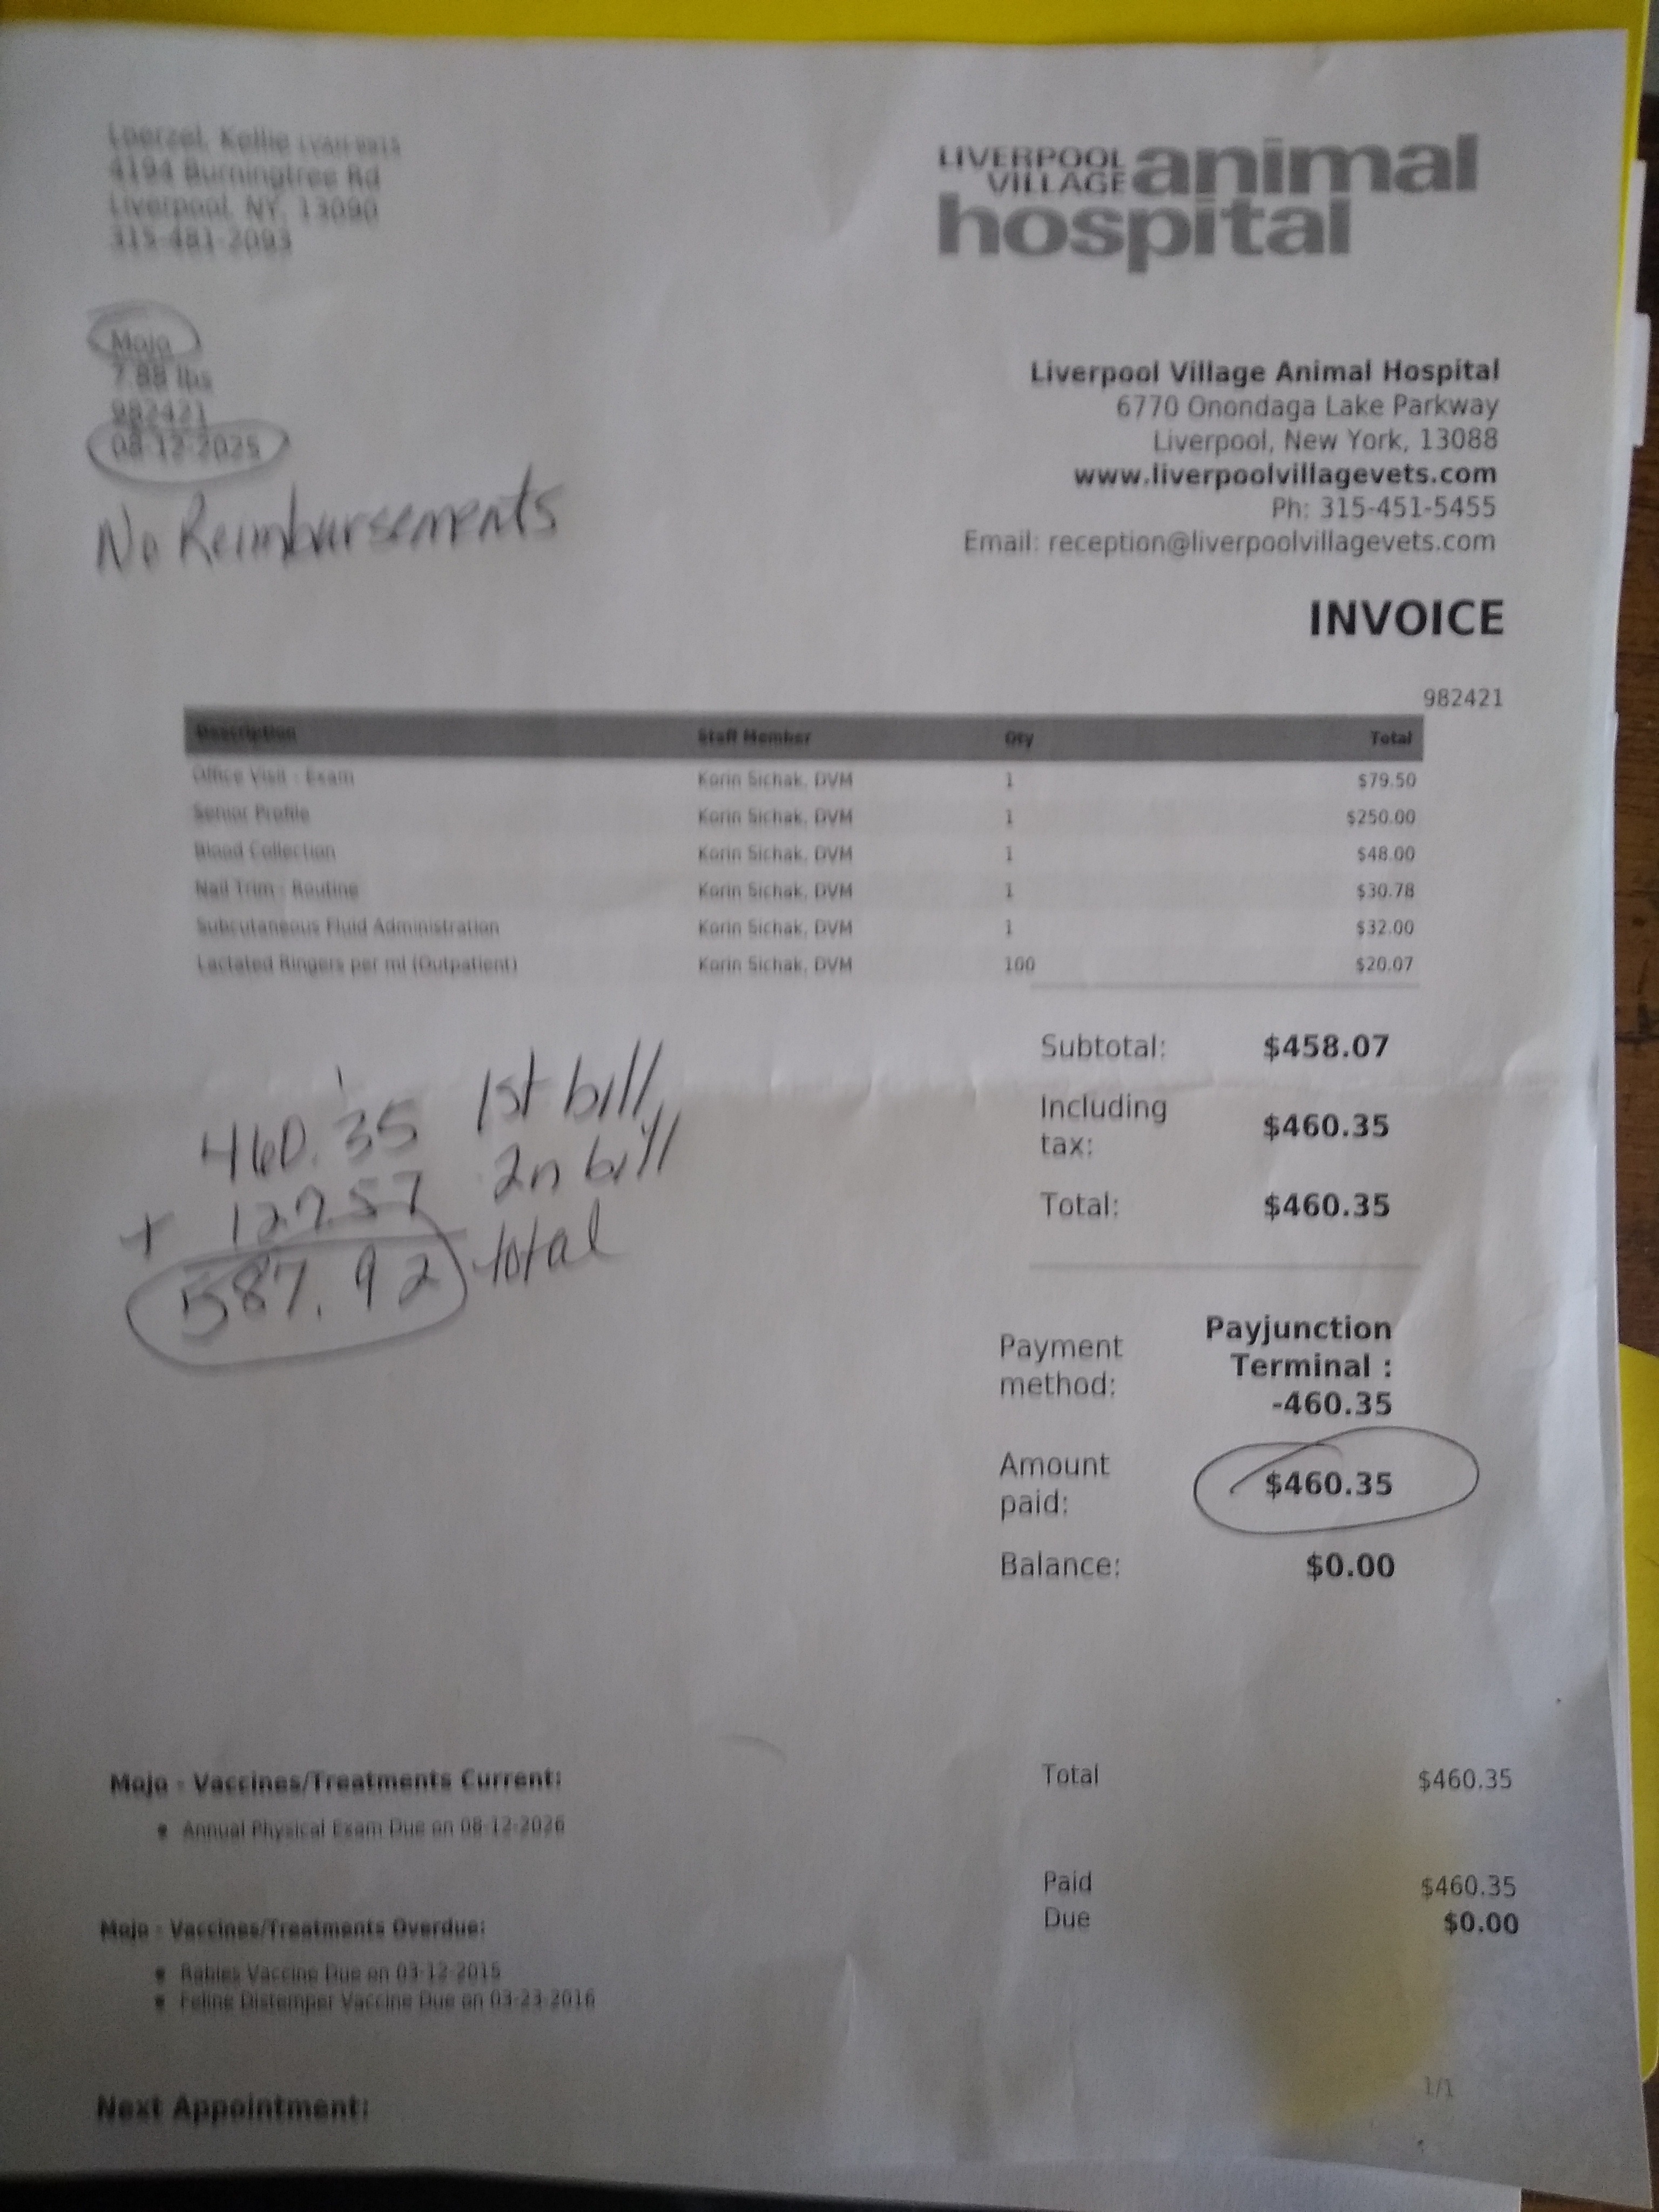 Loerzel, Kellie LVAH-9915
4194 Burningtree Rd
Liverpool, NY, 13090
315-481-2093
LIVERPOOL VILLAGE animal hospital
Mojo
7.88 lbs
982421
08-12-2025
No Reimbursements
Liverpool Village Animal Hospital
6770 Onondaga Lake Parkway
Liverpool, New York, 13088
www.liverpoolvillagevets.com
Ph: 315-451-5455
Email: reception@liverpoolvillagevets.com
INVOICE
982421
Description Staff Member Qty Total
Office Visit - Exam Korin Sichak, DVM 1 $79.50
Senior Profile Korin Sichak, DVM 1 $250.00
Blood Collection Korin Sichak, DVM 1 $48.00
Nail Trim - Routine Korin Sichak, DVM 1 $30.78
Subcutaneous Fluid Administration Korin Sichak, DVM 1 $32.00
Lactated Ringers per ml (Outpatient) Korin Sichak, DVM 100 $20.07
Subtotal: $458.07
Including tax: $460.35
Total: $460.35
1
460.35 1st bill
+ 127.57 2n bill
587.92 total
Payment method: Payjunction Terminal : -460.35
Amount paid: $460.35
Balance: $0.00
Mojo - Vaccines/Treatments Current:
• Annual Physical Exam Due on 08-12-2026
Total $460.35
Paid $460.35
Due $0.00
Mojo - Vaccines/Treatments Overdue:
• Rabies Vaccine Due on 03-12-2015
• Feline Distemper Vaccine Due on 03-23-2016
Next Appointment:
1/1